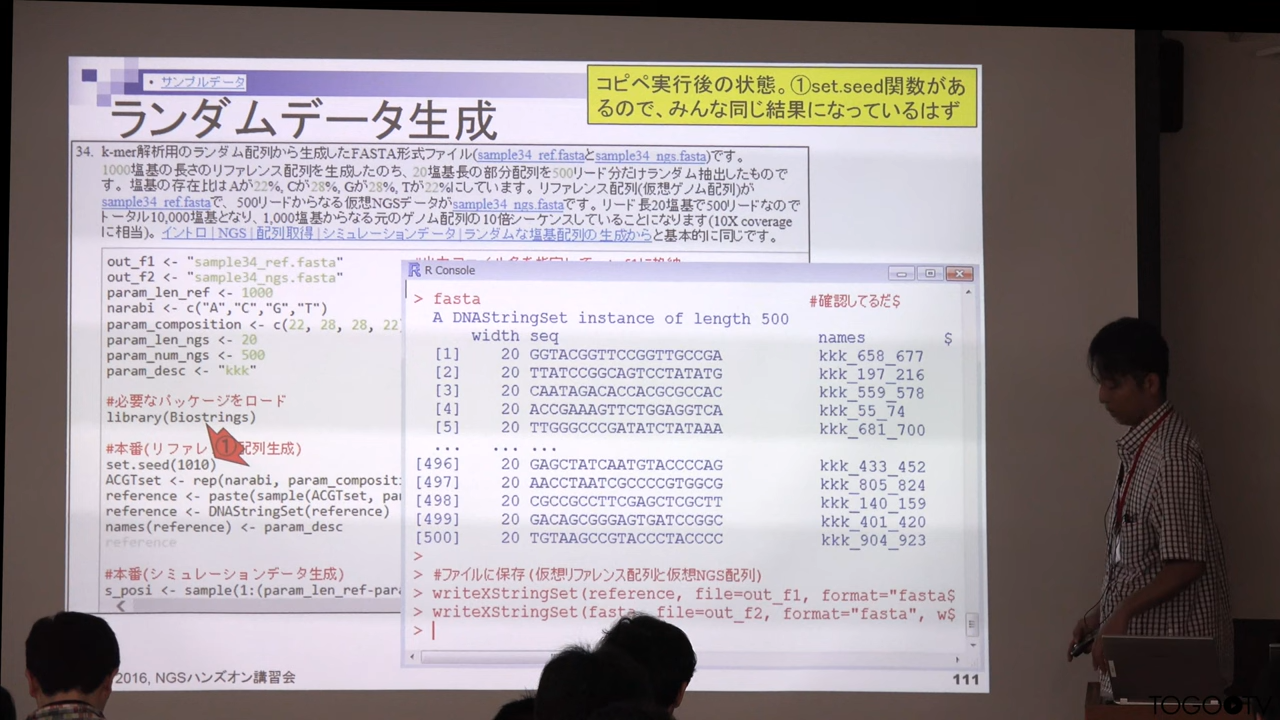 • サンプルデータ
ランダムデータ生成
コピペ実行後の状態。①set.seed関数があ
るので、みんな同じ結果になっているはず
34. k-mer解析用のランダム配列から生成したFASTA形式ファイル(sample34_ref.fastaとsample34_ngs.fasta)です。
1000塩基の長さのリファレンス配列を生成したのち、20塩基長の部分配列を500リード分だけランダム抽出したもので
す。塩基の存在比はAが22%, Cが28%, Gが28%, Tが22%にしています。リファレンス配列(仮想ゲノム配列)が
sample34_ref.fastaで、500リードからなる仮想NGSデータがsample34_ngs.fastaです。リード長20塩基で500リードなので
トータル10,000塩基となり、1,000塩基からなる元のゲノム配列の10倍シーケンスしていることになります(10X coverage
に相当)。イントロ | NGS | 配列取得 | シミュレーションデータ | ランダムな塩基配列の生成からと基本的に同じです。
out_f1 <- "sample34_ref.fasta"
out_f2 <- "sample34_ngs.fasta"
param_len_ref <- 1000
narabi <- c("A","C","G","T")
param_composition <- c(22, 28, 28, 22
param_len_ngs <- 20
param_num_ngs <- 500
param_desc <- "kkk"
#必要なパッケージをロード
library(Biostrings)
#本番(リファレ ① 配列生成)
set.seed(1010)
ACGTset <- rep(narabi, param_compositi
reference <- paste(sample(ACGTset, pa
reference <- DNAStringSet(reference)
names(reference) <- param_desc
reference
#本番(シミュレーションデータ生成)
s_posi <- sample(1:(param_len_ref-para
R Console
> fasta #確認してるだ$
A DNAStringSet instance of length 500
width seq names $
[1] 20 GGTACGGTTCCGGTTGCCGA kkk_658_677
[2] 20 TTATCCGGCAGTCCTATATG kkk_197_216
[3] 20 CAATAGACACCACGCGCCAC kkk_559_578
[4] 20 ACCGAAAGTTCTGGAGGTCA kkk_55_74
[5] 20 TTGGGCCCGATATCTATAAA kkk_681_700
... ... ...
[496] 20 GAGCTATCAATGTACCCCAG kkk_433_452
[497] 20 AACCTAATCGCCCCGTGGCG kkk_805_824
[498] 20 CGCCGCCTTCGAGCTCGCTT kkk_140_159
[499] 20 GACAGCGGGAGTGATCCGGC kkk_401_420
[500] 20 TGTAAGCCGTACCCTACCCC kkk_904_923
>
> #ファイルに保存(仮想リファレンス配列と仮想NGS配列)
> writeXStringSet(reference, file=out_f1, format="fasta$
> writeXStringSet(fasta, file=out_f2, format="fasta", w$
>
2016, NGSハンズオン講習会
111
TOGOTV